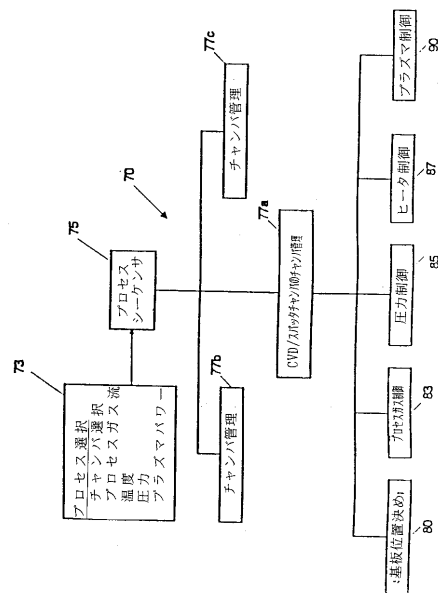 73
プロセス選択
チャンバ選択
プロセスガス流
温度
圧力
プラズマパワー
75
プロセス
シーケンサ
70
77b
チャンバ管理
77a
CVD/スパッタチャンバのチャンバ管理
77c
チャンバ管理
基板位置決め
80
プロセスガス制御
83
圧力制御
85
ヒータ制御
87
プラズマ制御
90